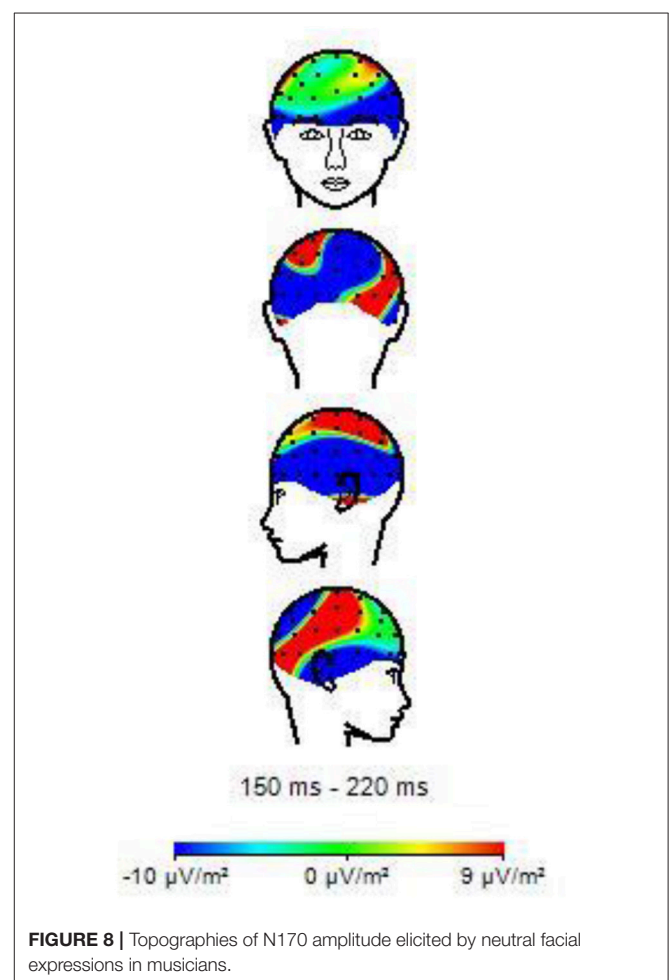 150 ms - 220 ms
-10 µV/m² 0 µV/m² 9 µV/m²
FIGURE 8 | Topographies of N170 amplitude elicited by neutral facial
expressions in musicians.